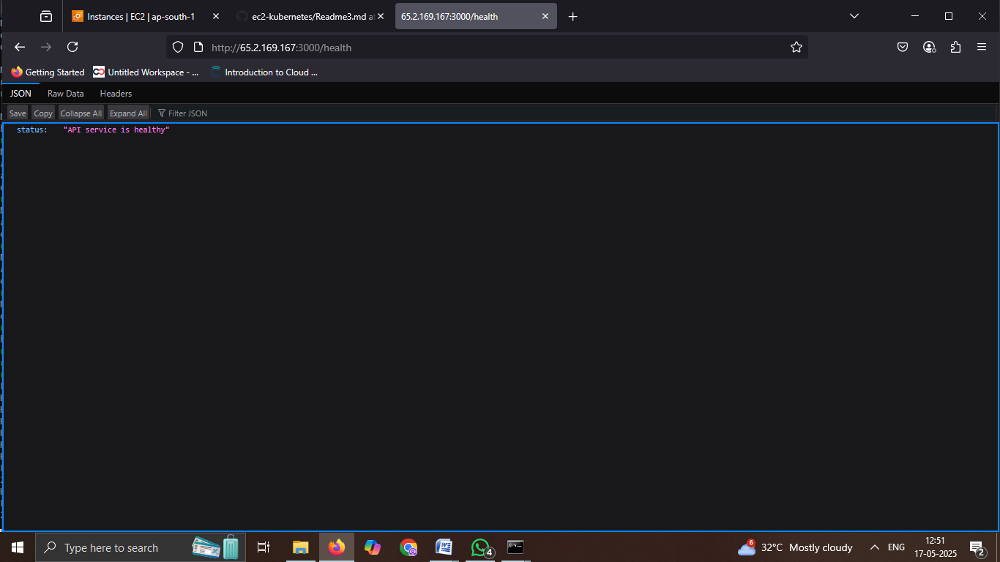 Instances | EC2 | ap-south-1
ec2-kubernetes/Readme3.md a
65.2.169.167:3000/health
http://65.2.169.167:3000/health
Getting Started
Untitled Workspace - ...
Introduction to Cloud ...
JSON
Raw Data
Headers
Save
Copy
Collapse All
Expand All
Filter JSON
status: "API service is healthy"
Type here to search
4
6
32°C Mostly cloudy
ENG
12:51
17-05-2025
2